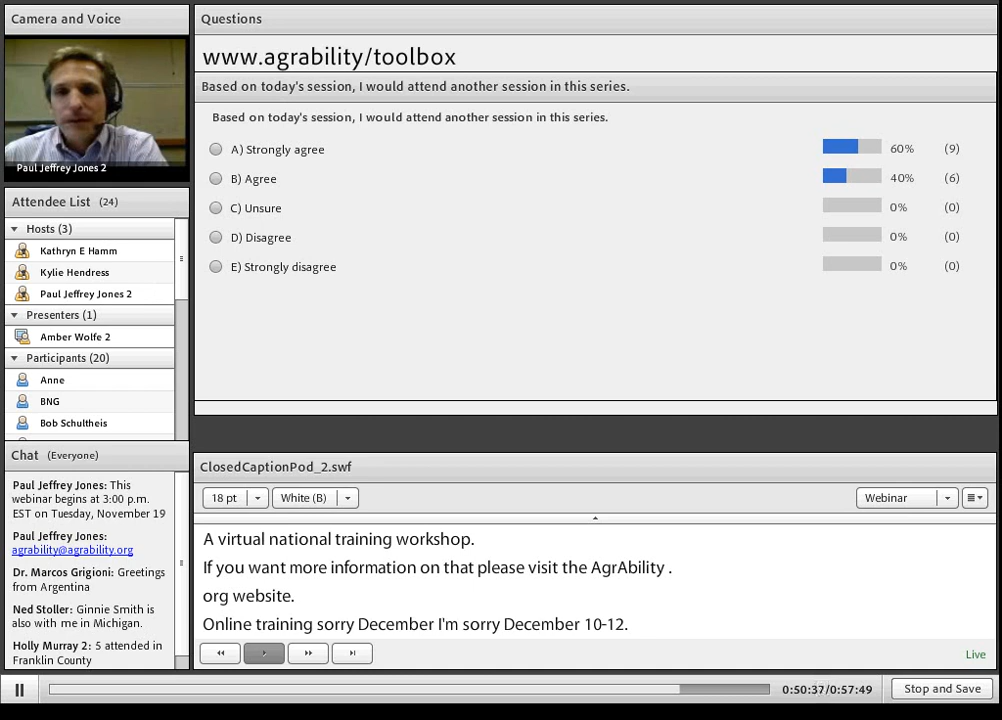 Camera and Voice
Paul Jeffrey Jones 2
Attendee List (24)
Hosts (3)
Kathryn E Hamm
Kylie Hendress
Paul Jeffrey Jones 2
Presenters (1)
Amber Wolfe 2
Participants (20)
Anne
BNG
Bob Schultheis
Chat (Everyone)
Paul Jeffrey Jones: This
webinar begins at 3:00 p.m.
EST on Tuesday, November 19
Paul Jeffrey Jones:
agrability@agrability.org
Dr. Marcos Grigioni: Greetings
from Argentina
Ned Stoller: Ginnie Smith is
also with me in Michigan.
Holly Murray 2: 5 attended in
Franklin County
Questions
www.agrability/toolbox
Based on today's session, I would attend another session in this series.
Based on today's session, I would attend another session in this series.
A) Strongly agree 60% (9)
B) Agree 40% (6)
C) Unsure 0% (0)
D) Disagree 0% (0)
E) Strongly disagree 0% (0)
ClosedCaptionPod_2.swf
18 pt White (B) Webinar
A virtual national training workshop.
If you want more information on that please visit the AgrAbility .
org website.
Online training sorry December I'm sorry December 10-12.
Live
0:50:37/0:57:49 Stop and Save